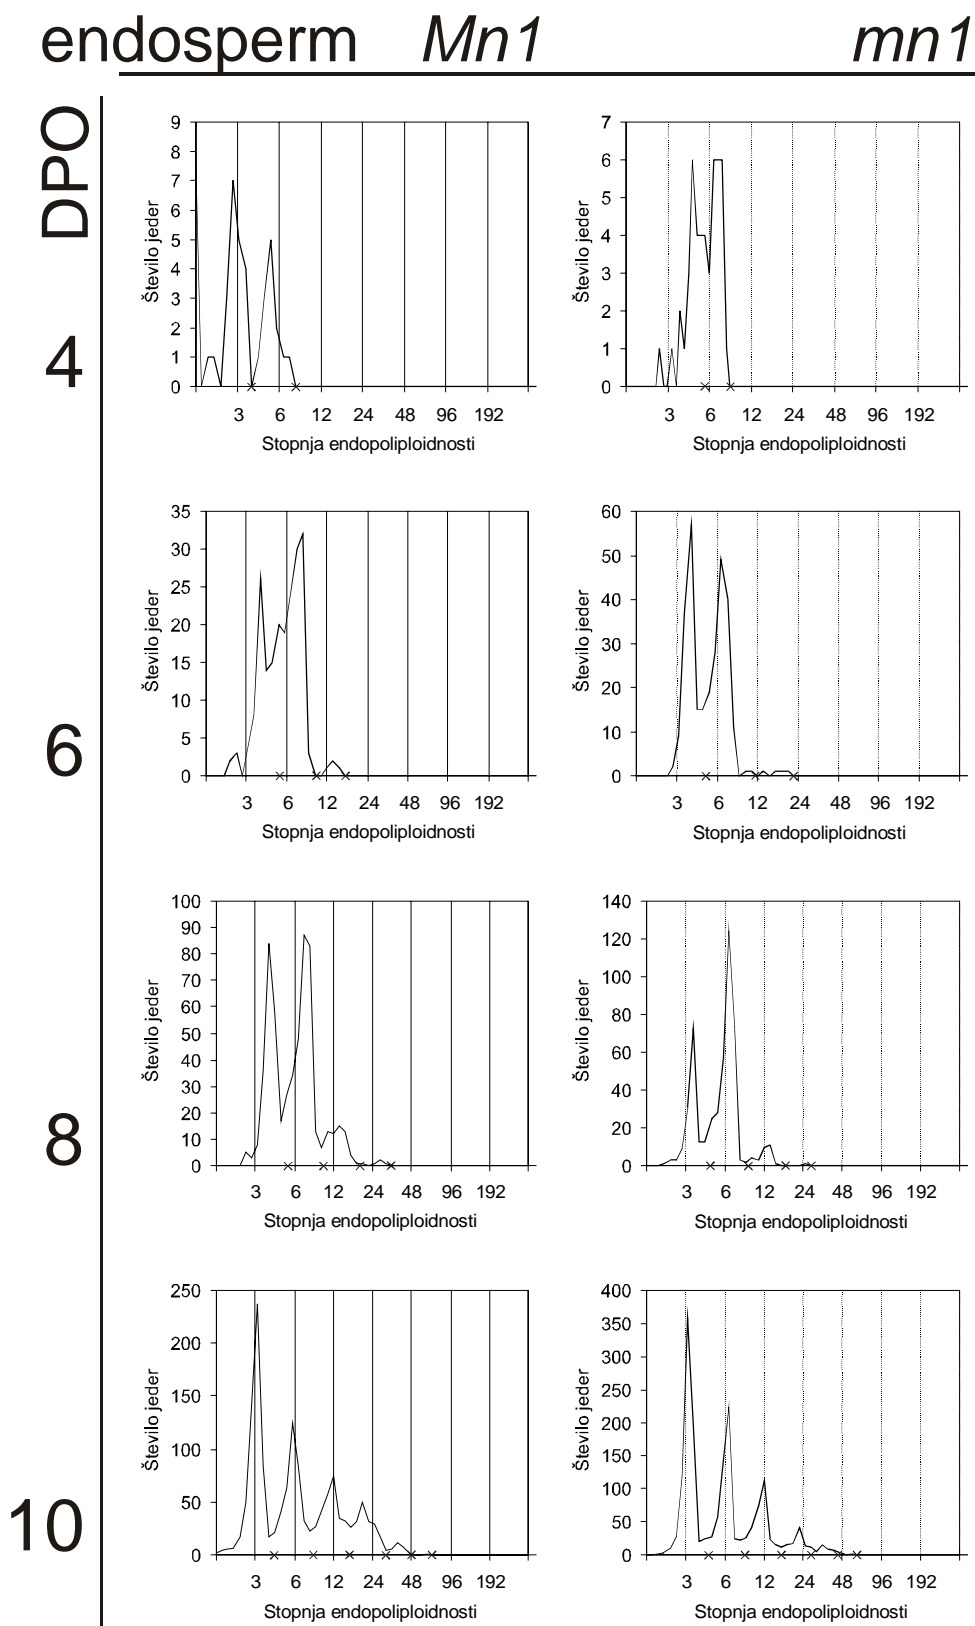 endosperm Mn1 mn1
DPO
4
Število jeder
9
8
7
6
5
4
3
2
1
0
3 6 12 24 48 96 192
Stopnja endopoliploidnosti
Število jeder
7
6
5
4
3
2
1
0
3 6 12 24 48 96 192
Stopnja endopoliploidnosti
6
Število jeder
35
30
25
20
15
10
5
0
3 6 12 24 48 96 192
Stopnja endopoliploidnosti
Število jeder
60
50
40
30
20
10
0
3 6 12 24 48 96 192
Stopnja endopoliploidnosti
8
Število jeder
100
90
80
70
60
50
40
30
20
10
0
3 6 12 24 48 96 192
Stopnja endopoliploidnosti
Število jeder
140
120
100
80
60
40
20
0
3 6 12 24 48 96 192
Stopnja endopoliploidnosti
10
Število jeder
250
200
150
100
50
0
3 6 12 24 48 96 192
Stopnja endopoliploidnosti
Število jeder
400
350
300
250
200
150
100
50
0
3 6 12 24 48 96 192
Stopnja endopoliploidnosti